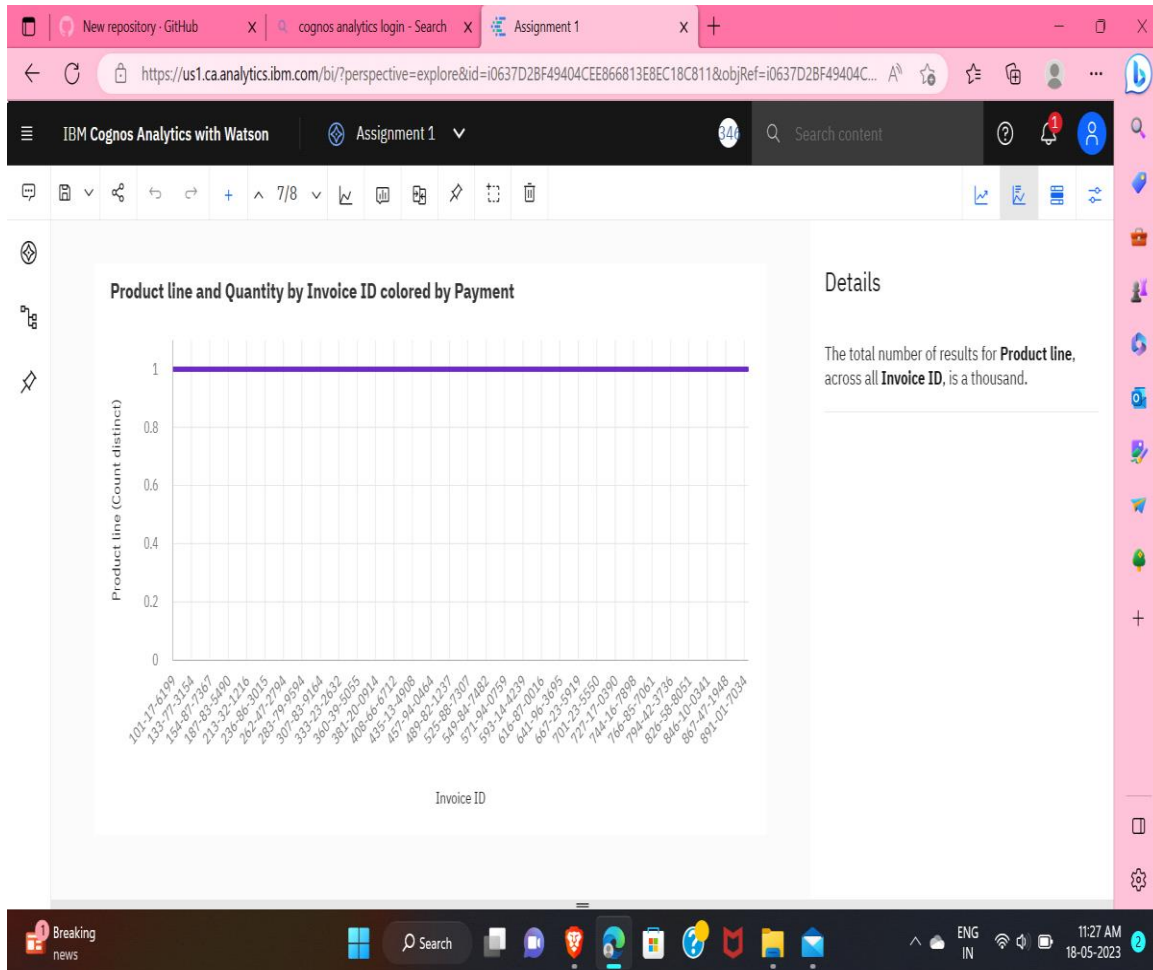 New repository · GitHub X cognos analytics login - Search X Assignment 1 X
https://us1.ca.analytics.ibm.com/bi/?perspective=explore&id=i0637D2BF49404CEE866813E8EC18C811&objRef=i0637D2BF49404C...
IBM Cognos Analytics with Watson Assignment 1 346 Search content 1
7/8
Product line and Quantity by Invoice ID colored by Payment
Product line (Count distinct)
1
0.8
0.6
0.4
0.2
0
101-17-6199
133-77-3154
154-87-7367
187-83-5490
213-32-1216
236-86-3015
262-47-2794
283-79-9594
307-83-9164
333-23-2632
360-39-5055
381-20-0914
408-66-6712
435-13-4908
457-94-0464
489-82-1237
525-88-7307
549-84-7482
571-94-0759
593-14-4239
616-87-0016
641-96-3695
667-23-5919
701-23-5550
727-17-0390
744-16-7898
766-85-7061
794-42-3736
826-58-8051
846-10-0341
867-47-1948
891-01-7034
Invoice ID
Details
The total number of results for Product line,
across all Invoice ID, is a thousand.
1 Breaking
news
Search
ENG
IN
11:27 AM
18-05-2023
2